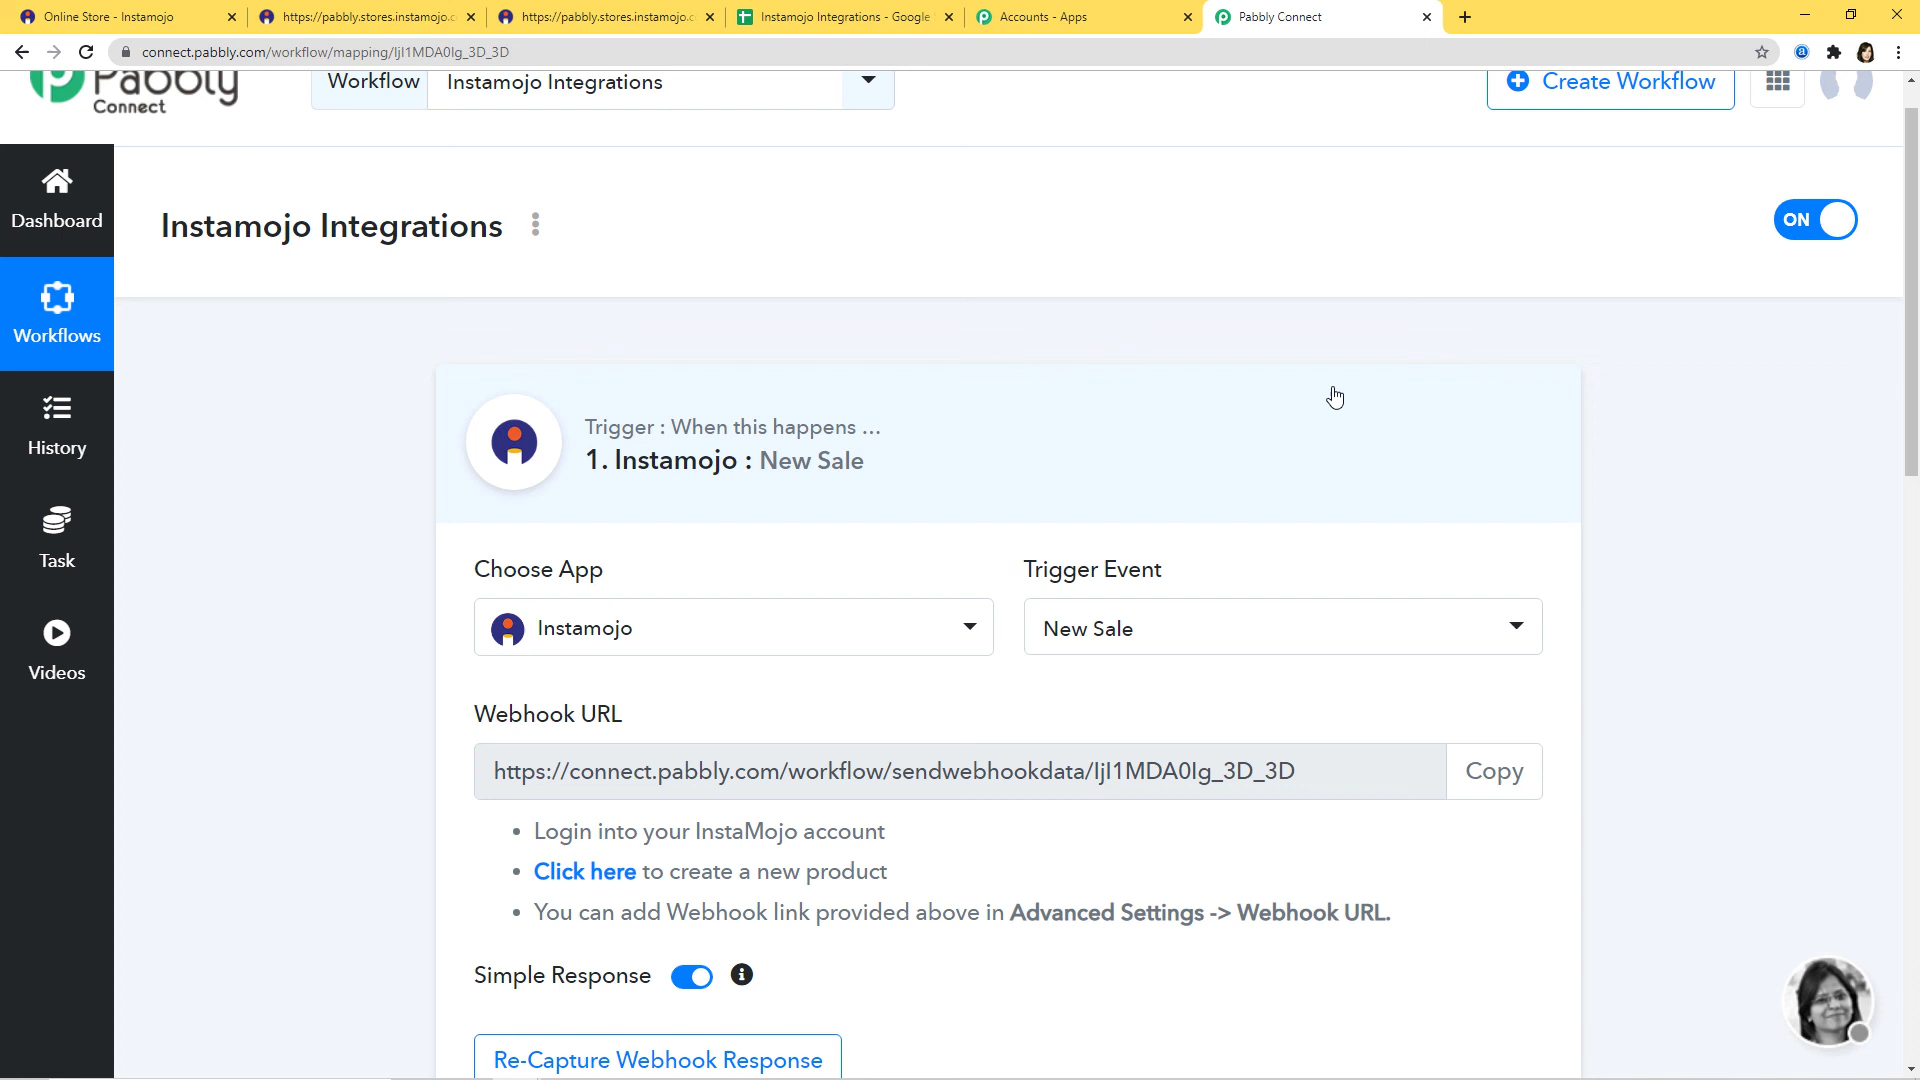 Online Store - Instamojo
https://pabbly.stores.instamojo.c
https://pabbly.stores.instamojo.c
Instamojo Integrations - Google
Accounts - Apps
Pabbly Connect
connect.pabbly.com/workflow/mapping/IjI1MDA0Ig_3D_3D
Pabbly
Connect
Workflow
Instamojo Integrations
Create Workflow
Dashboard
Workflows
History
Task
Videos
Instamojo Integrations
ON
Trigger : When this happens ...
1. Instamojo : New Sale
Choose App
Trigger Event
Instamojo
New Sale
Webhook URL
https://connect.pabbly.com/workflow/sendwebhookdata/IjI1MDA0Ig_3D_3D
Copy
• Login into your InstaMojo account
• Click here to create a new product
• You can add Webhook link provided above in Advanced Settings -> Webhook URL.
Simple Response
Re-Capture Webhook Response